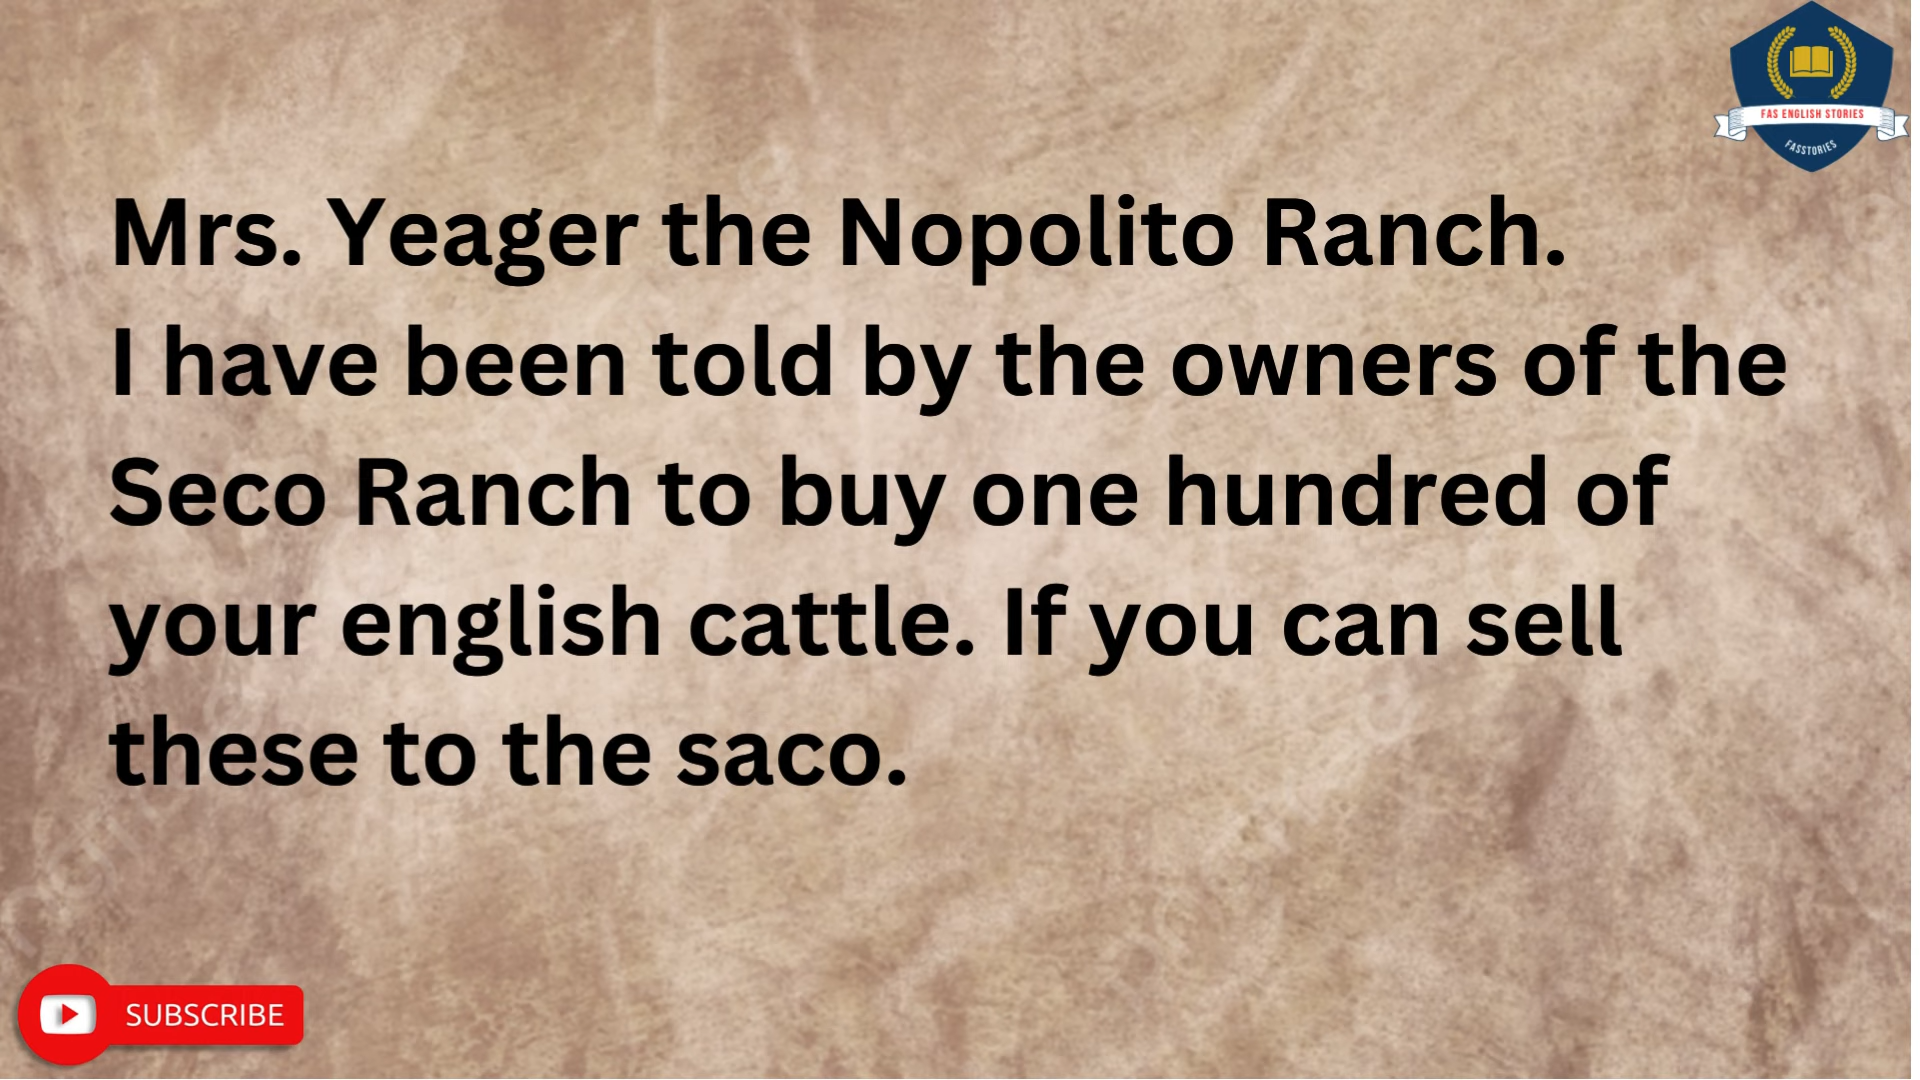 FAS ENGLISH STORIES
FASSTORIES
Mrs. Yeager the Nopolito Ranch.
I have been told by the owners of the
Seco Ranch to buy one hundred of
your english cattle. If you can sell
these to the saco.
SUBSCRIBE